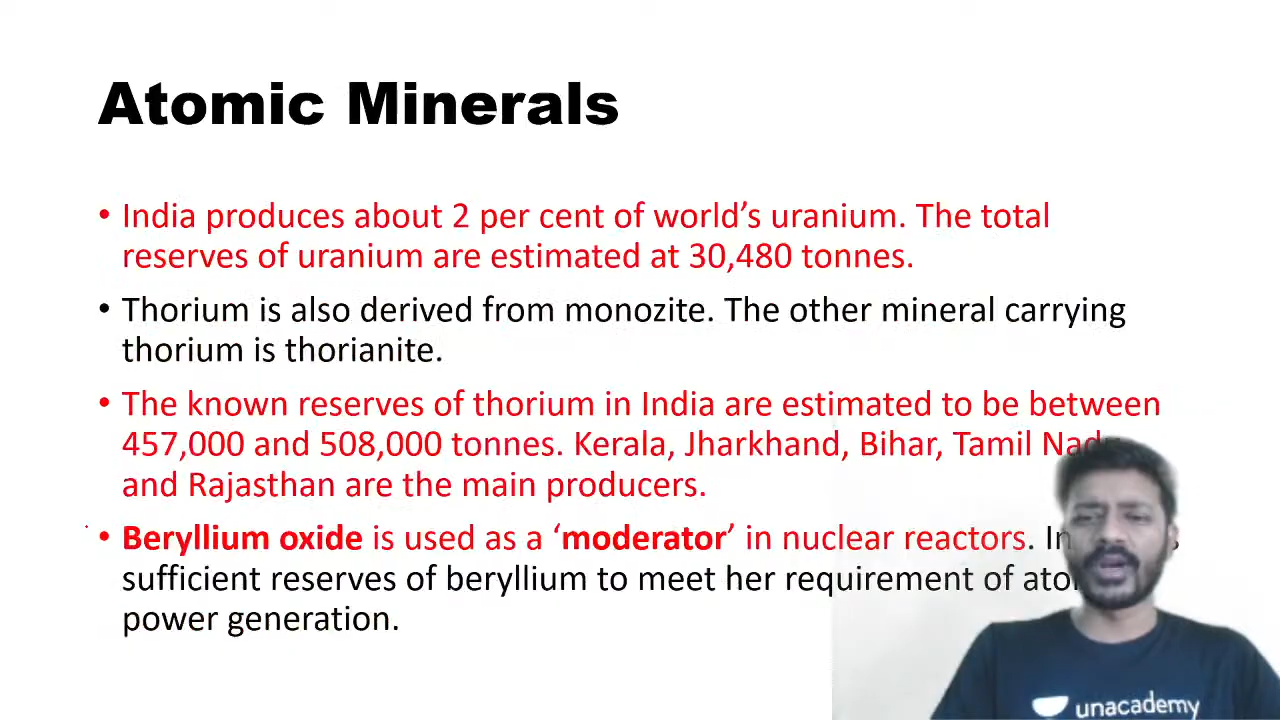 Atomic Minerals
• India produces about 2 per cent of world’s uranium. The total
reserves of uranium are estimated at 30,480 tonnes.
• Thorium is also derived from monozite. The other mineral carrying
thorium is thorianite.
• The known reserves of thorium in India are estimated to be between
457,000 and 508,000 tonnes. Kerala, Jharkhand, Bihar, Tamil Nadu
and Rajasthan are the main producers.
• Beryllium oxide is used as a ‘moderator’ in nuclear reactors.
sufficient reserves of beryllium to meet her requirement of
power generation.
unacademy